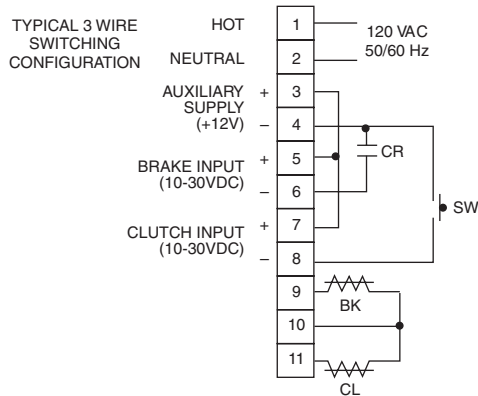 TYPICAL 3 WIRE
SWITCHING
CONFIGURATION
HOT 1
120 VAC
50/60 Hz
NEUTRAL 2
AUXILIARY + 3
SUPPLY
(+12V) – 4
BRAKE INPUT + 5
(10-30VDC)
– 6
CR
CLUTCH INPUT + 7
(10-30VDC)
– 8
SW
9
BK
10
11
CL